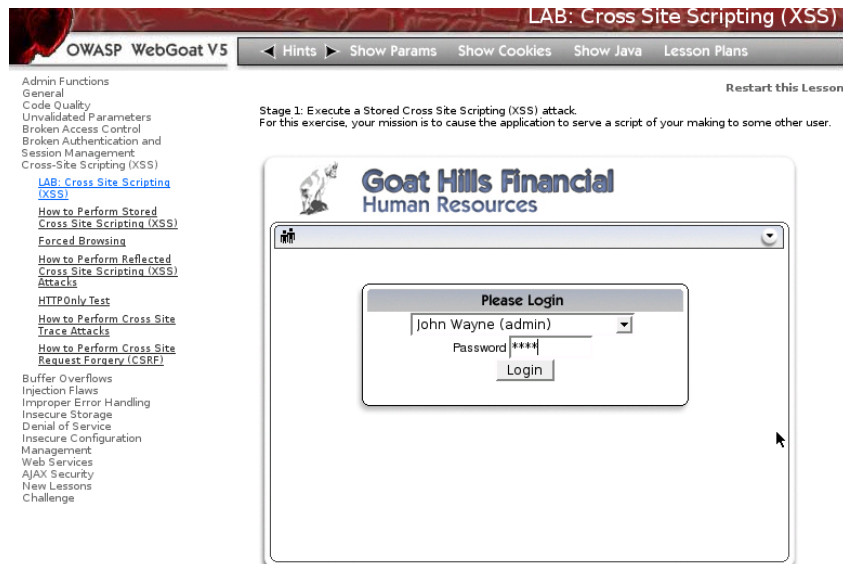 LAB: Cross Site Scripting (XSS)
OWASP WebGoat V5
Hints Show Params Show Cookies Show Java Lesson Plans
Admin Functions
General
Code Quality
Unvalidated Parameters
Broken Access Control
Broken Authentication and
Session Management
Cross-Site Scripting (XSS)
LAB: Cross Site Scripting
(XSS)
How to Perform Stored
Cross Site Scripting (XSS)
Forced Browsing
How to Perform Reflected
Cross Site Scripting (XSS)
Attacks
HTTPOnly Test
How to Perform Cross Site
Trace Attacks
How to Perform Cross Site
Request Forgery (CSRF)
Buffer Overflows
Injection Flaws
Improper Error Handling
Insecure Storage
Denial of Service
Insecure Configuration
Management
Web Services
AJAX Security
New Lessons
Challenge
Restart this Lesson
Stage 1: Execute a Stored Cross Site Scripting (XSS) attack.
For this exercise, your mission is to cause the application to serve a script of your making to some other user.
Goat Hills Financial
Human Resources
Please Login
John Wayne (admin)
Password ****
Login